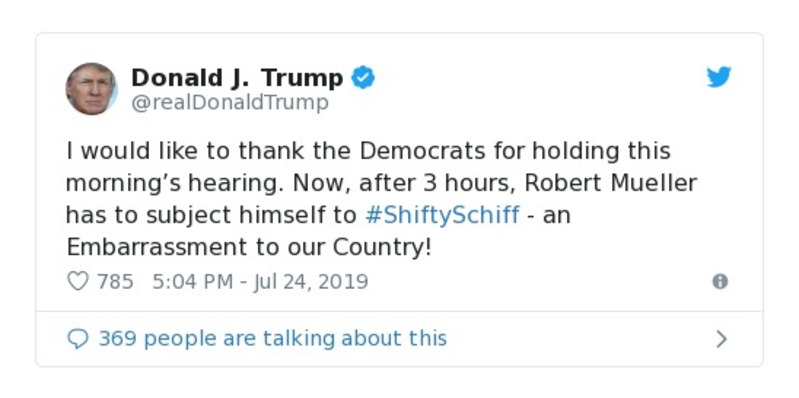 Donald J. Trump
@realDonaldTrump
I would like to thank the Democrats for holding this
morning’s hearing. Now, after 3 hours, Robert Mueller
has to subject himself to #ShiftySchiff - an
Embarrassment to our Country!
785 5:04 PM - Jul 24, 2019
369 people are talking about this